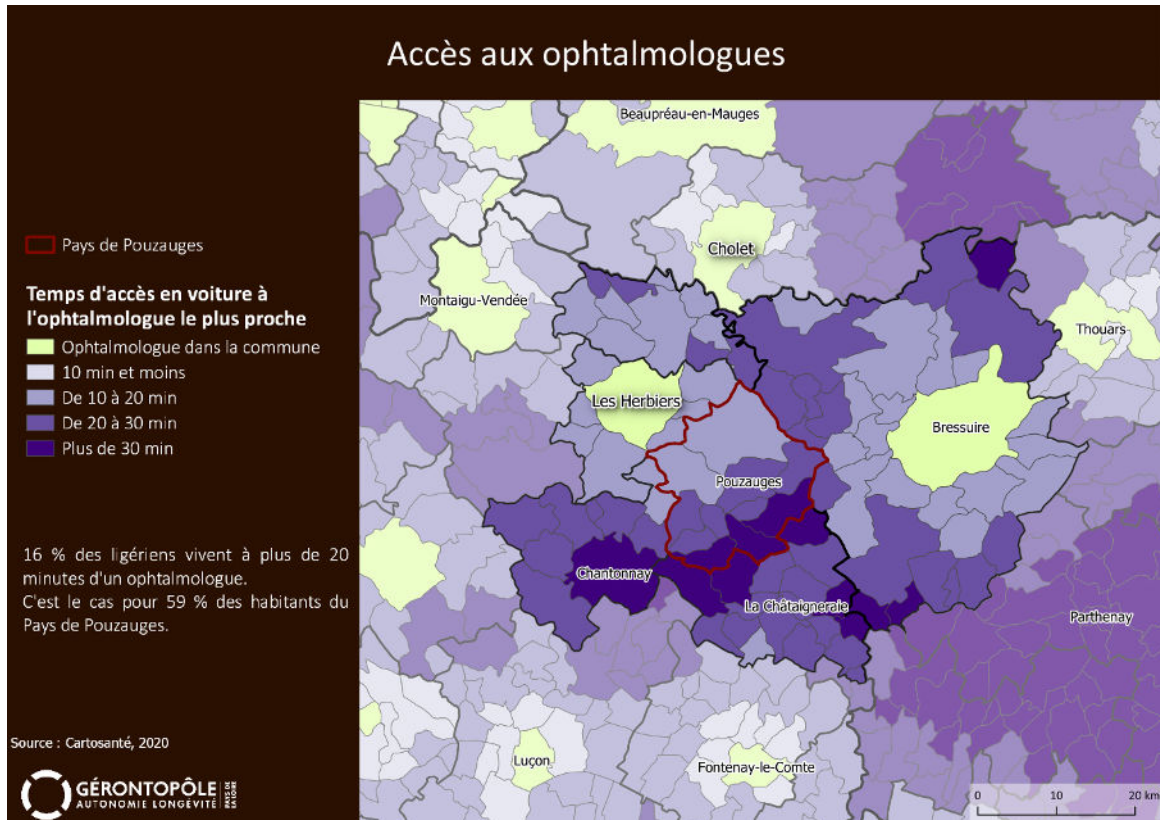 Accès aux ophtalmologues
Pays de Pouzauges
Temps d'accès en voiture à
l'ophtalmologue le plus proche
Ophtalmologue dans la commune
10 min et moins
De 10 à 20 min
De 20 à 30 min
Plus de 30 min
16 % des ligériens vivent à plus de 20
minutes d'un ophtalmologue.
C'est le cas pour 59 % des habitants du
Pays de Pouzauges.
Source : Cartosanté, 2020
GÉRONTOPÔLE
AUTONOMIE LONGÉVITÉ
PAYS DE
LA LOIRE
Beaupréau-en-Mauges
Cholet
Montaigu-Vendée
Thouars
Les Herbiers
Bressuire
Pouzauges
Chantonnay
La Châtaigneraie
Parthenay
Luçon
Fontenay-le-Comte
0 10 20 km